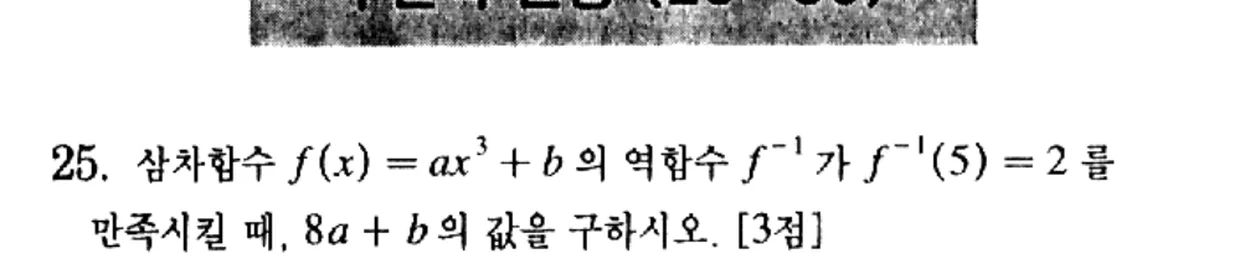 25. 삼차함수 f(x) = ax³ + b 의 역함수 f⁻¹ 가 f⁻¹(5) = 2 를
만족시킬 때, 8a + b 의 값을 구하시오. [3점]